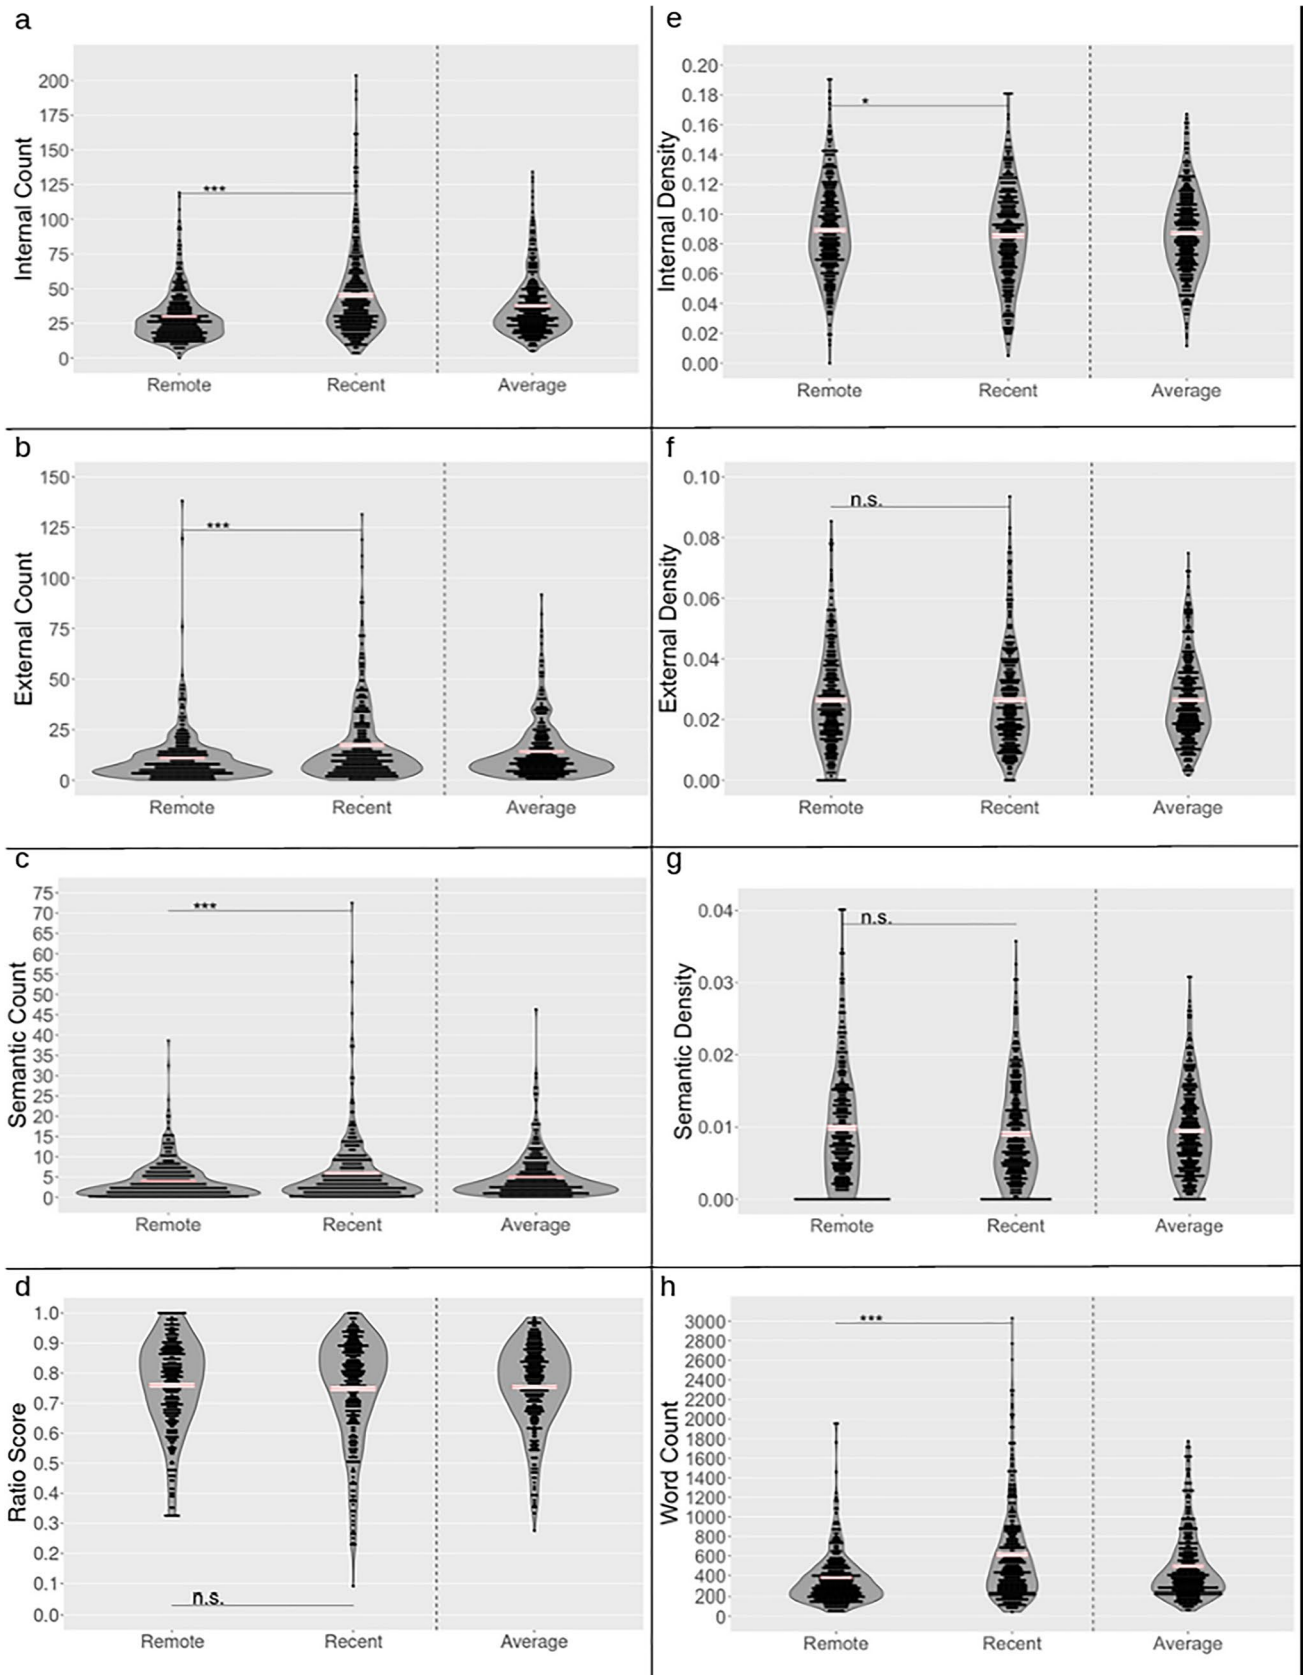 a
Internal Count
200
175
150
125
100
75
50
25
0
***
Remote
Recent
Average
b
External Count
150
125
100
75
50
25
0
***
Remote
Recent
Average
c
Semantic Count
75
70
65
60
55
50
45
40
35
30
25
20
15
10
5
0
***
Remote
Recent
Average
d
Ratio Score
1.0
0.9
0.8
0.7
0.6
0.5
0.4
0.3
0.2
0.1
0.0
n.s.
Remote
Recent
Average
e
Internal Density
0.20
0.18
0.16
0.14
0.12
0.10
0.08
0.06
0.04
0.02
0.00
*
Remote
Recent
Average
f
External Density
0.10
0.08
0.06
0.04
0.02
0.00
n.s.
Remote
Recent
Average
g
Semantic Density
0.04
0.03
0.02
0.01
0.00
n.s.
Remote
Recent
Average
h
Word Count
3000
2800
2600
2400
2200
2000
1800
1600
1400
1200
1000
800
600
400
200
0
***
Remote
Recent
Average